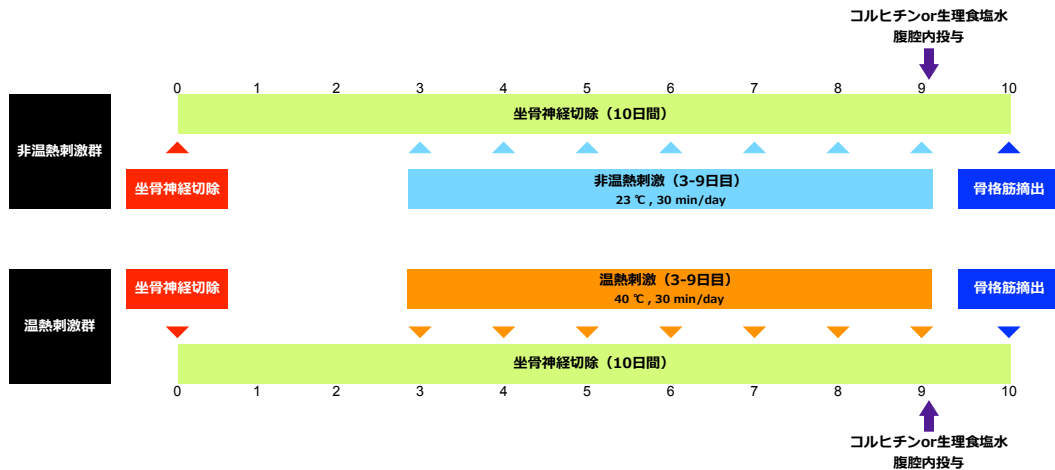 コルヒチンor生理食塩水
腹腔内投与
0 1 2 3 4 5 6 7 8 9 10
非温熱刺激群
坐骨神経切除（10日間）
坐骨神経切除
非温熱刺激（3-9日目）
23 ℃ , 30 min/day
骨格筋摘出
温熱刺激群
坐骨神経切除
温熱刺激（3-9日目）
40 ℃ , 30 min/day
骨格筋摘出
坐骨神経切除（10日間）
0 1 2 3 4 5 6 7 8 9 10
コルヒチンor生理食塩水
腹腔内投与